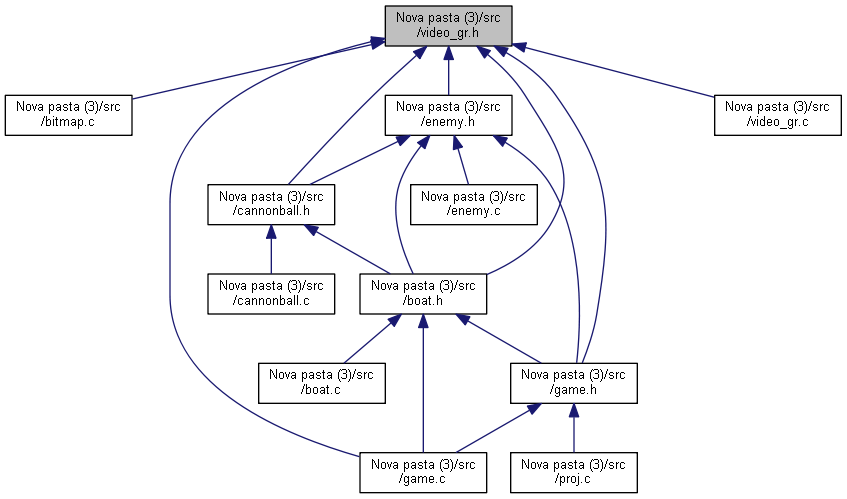 Nova pasta (3)/src
/video_gr.h
Nova pasta (3)/src
/bitmap.c
Nova pasta (3)/src
/enemy.h
Nova pasta (3)/src
/video_gr.c
Nova pasta (3)/src
/cannonball.h
Nova pasta (3)/src
/enemy.c
Nova pasta (3)/src
/cannonball.c
Nova pasta (3)/src
/boat.h
Nova pasta (3)/src
/boat.c
Nova pasta (3)/src
/game.h
Nova pasta (3)/src
/game.c
Nova pasta (3)/src
/proj.c